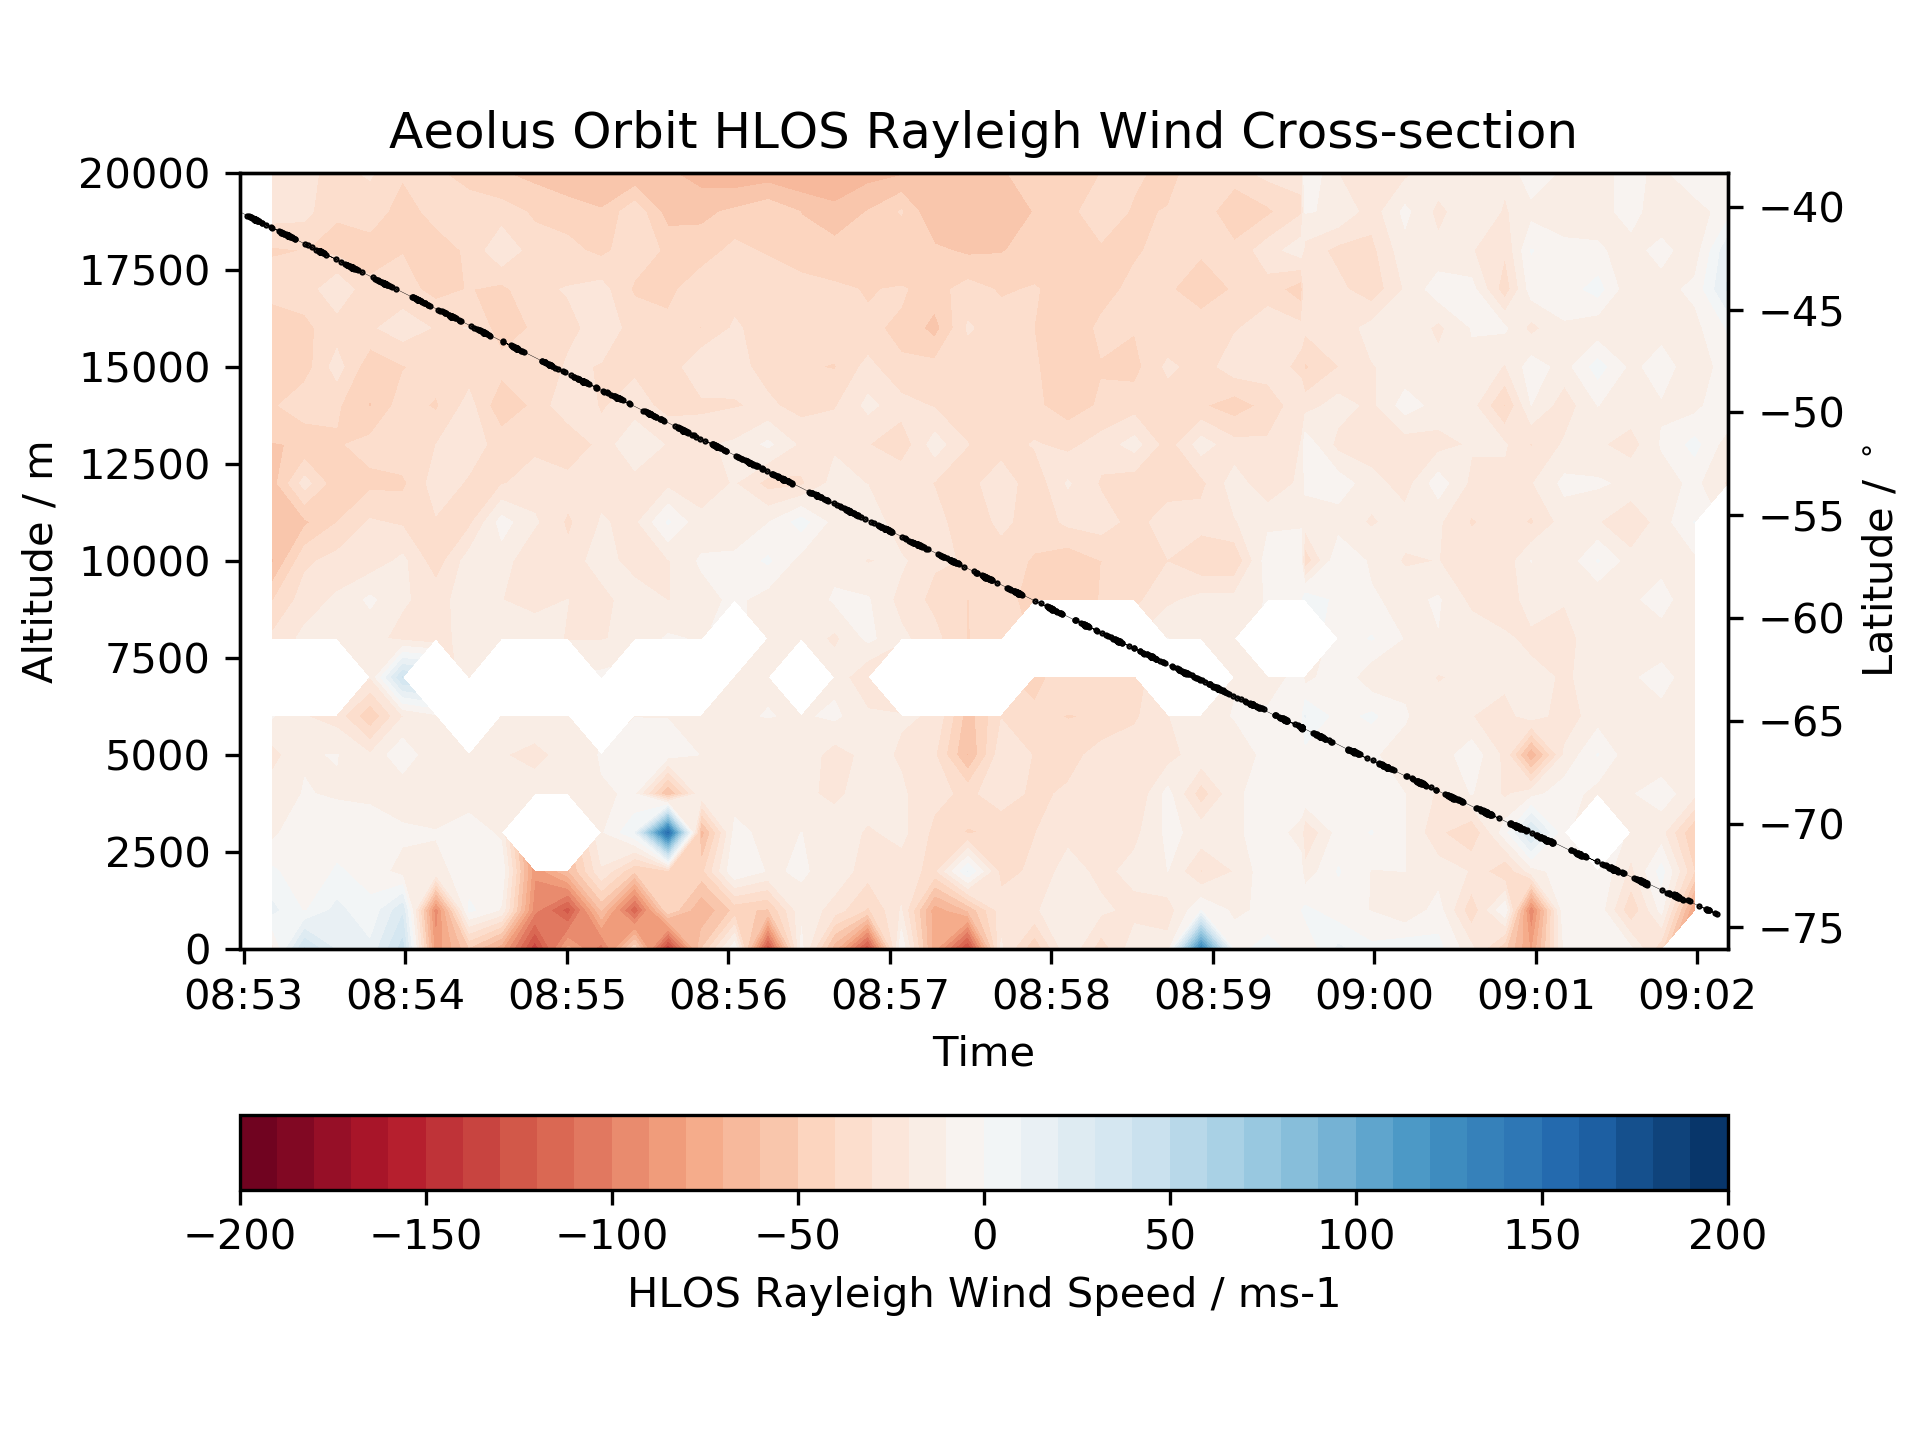 Aeolus Orbit HLOS Rayleigh Wind Cross-section
20000
17500
15000
12500
10000
7500
5000
2500
0
Altitude / m
−40
−45
−50
−55
−60
−65
−70
−75
Latitude / °
08:53 08:54 08:55 08:56 08:57 08:58 08:59 09:00 09:01 09:02
Time
−200 −150 −100 −50 0 50 100 150 200
HLOS Rayleigh Wind Speed / ms-1